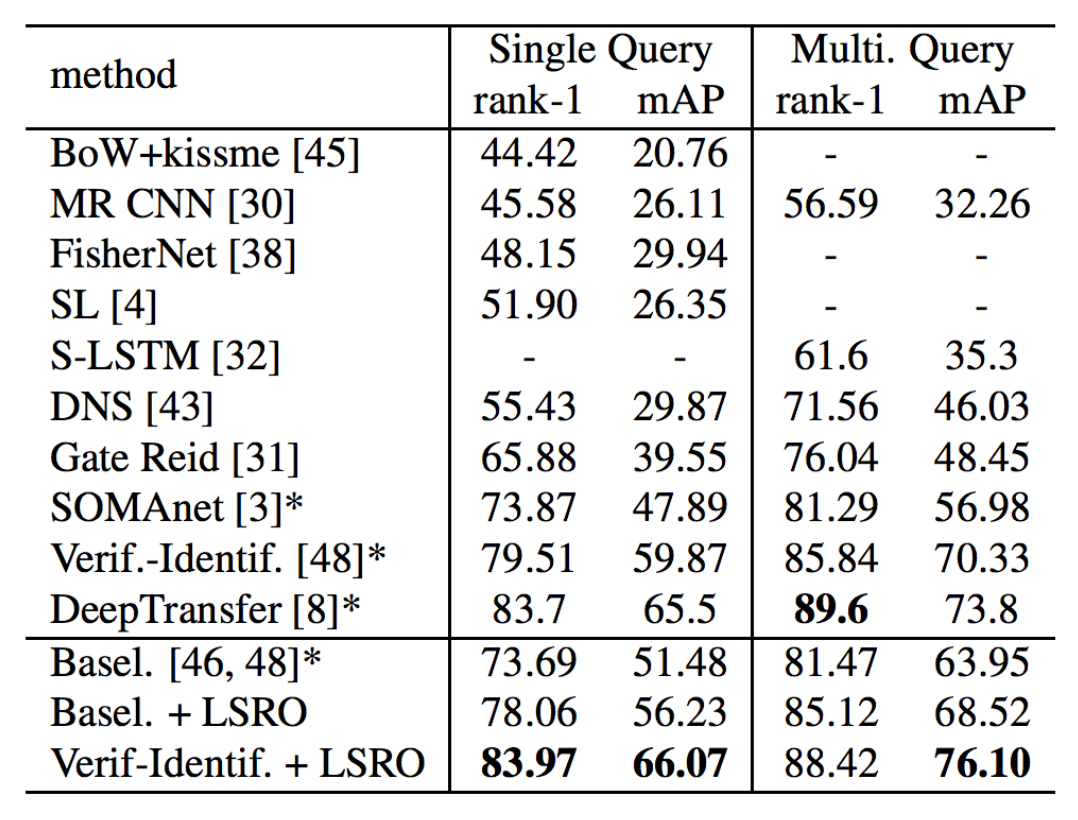 method Single Query Multi. Query
rank-1 mAP rank-1 mAP
BoW+kissme [45] 44.42 20.76 - -
MR CNN [30] 45.58 26.11 56.59 32.26
FisherNet [38] 48.15 29.94 - -
SL [4] 51.90 26.35 - -
S-LSTM [32] - - 61.6 35.3
DNS [43] 55.43 29.87 71.56 46.03
Gate Reid [31] 65.88 39.55 76.04 48.45
SOMAnet [3]* 73.87 47.89 81.29 56.98
Verif.-Identif. [48]* 79.51 59.87 85.84 70.33
DeepTransfer [8]* 83.7 65.5 89.6 73.8
Basel. [46, 48]* 73.69 51.48 81.47 63.95
Basel. + LSRO 78.06 56.23 85.12 68.52
Verif-Identif. + LSRO 83.97 66.07 88.42 76.10